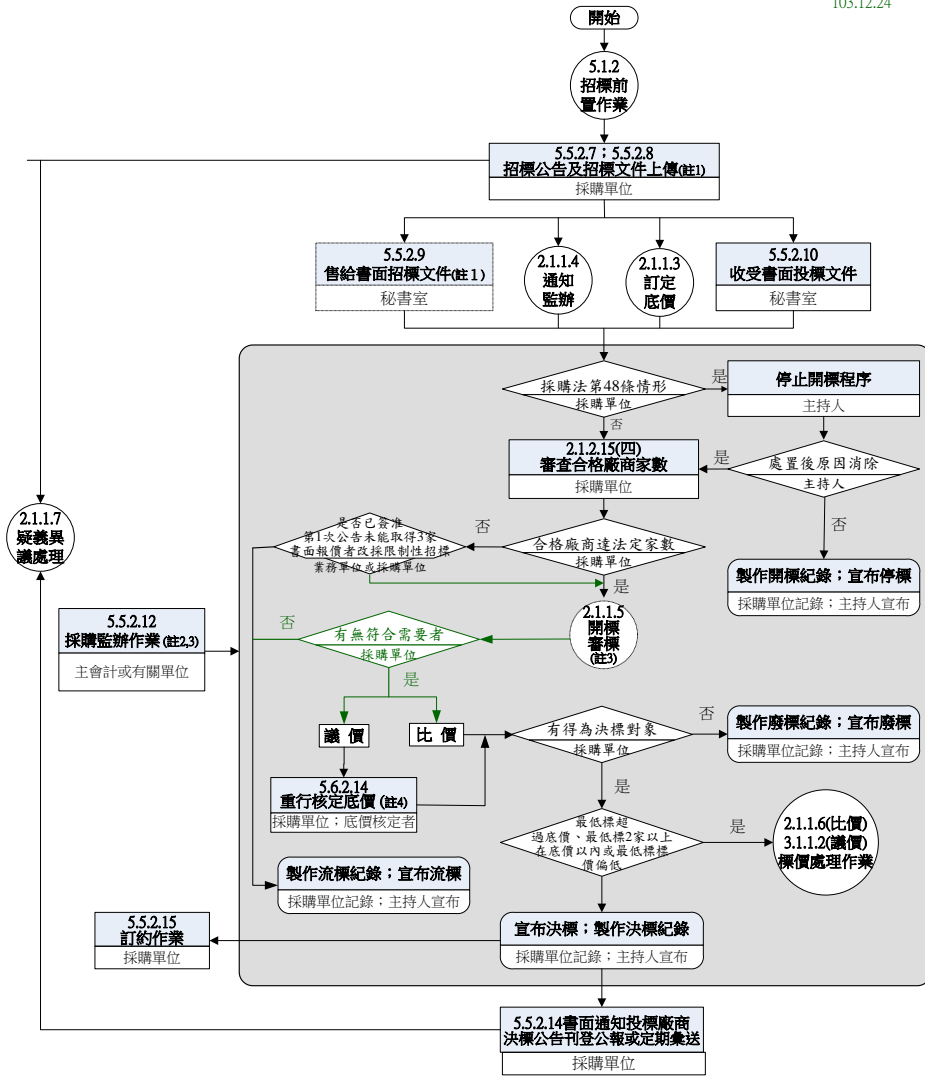 103.12.24
開始
5.1.2
招標前
置作業
5.5.2.7；5.5.2.8
招標公告及招標文件上傳(註1)
採購單位
5.5.2.9
售給書面招標文件(註１)
秘書室
2.1.1.4
通知
監辦
2.1.1.3
訂定
底價
5.5.2.10
收受書面投標文件
秘書室
採購法第48條情形
採購單位
是
否
停止開標程序
主持人
2.1.2.15(四)
審查合格廠商家數
採購單位
是
處置後原因消除
主持人
否
2.1.1.7
疑義異
議處理
是否已簽准
第1次公告未能取得3家
書面報價者改採限制性招標
業務單位或採購單位
否
合格廠商達法定家數
採購單位
是
製作開標紀錄；宣布停標
採購單位記錄；主持人宣布
5.5.2.12
採購監辦作業(註2,3)
主會計或有關單位
否
有無符合需要者
採購單位
是
2.1.1.5
開標
審標
(註3)
議 價
比 價
有得為決標對象
採購單位
否
是
製作廢標紀錄；宣布廢標
採購單位記錄；主持人宣布
5.6.2.14
重行核定底價(註4)
採購單位；底價核定者
最低標超
過底價、最低標2家以上
在底價以內或最低標標
價偏低
是
否
2.1.1.6(比價)
3.1.1.2(議價)
標價處理作業
製作流標紀錄；宣布流標
採購單位記錄；主持人宣布
5.5.2.15
訂約作業
採購單位
宣布決標；製作決標紀錄
採購單位記錄；主持人宣布
5.5.2.14書面通知投標廠商
決標公告刊登公報或定期彙送
採購單位